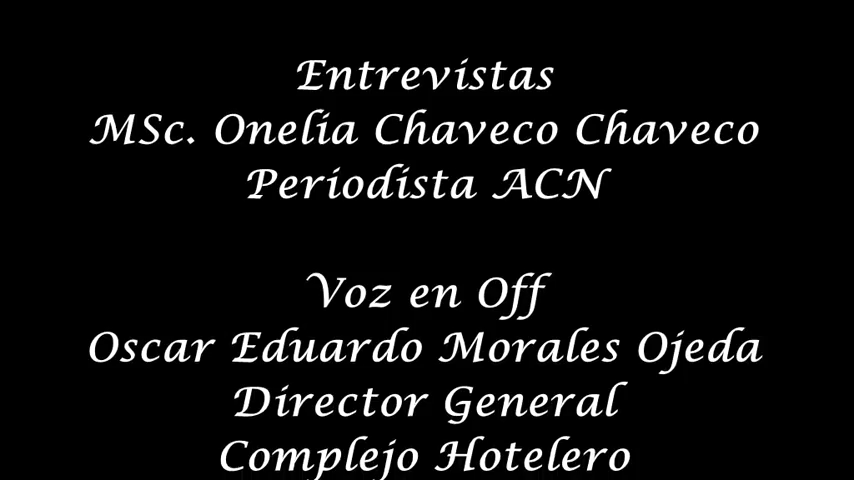 Entrevistas
MSc. Onelia Chaveco Chaveco
Periodista ACN
Voz en Off
Oscar Eduardo Morales Ojeda
Director General
Complejo Hotelero